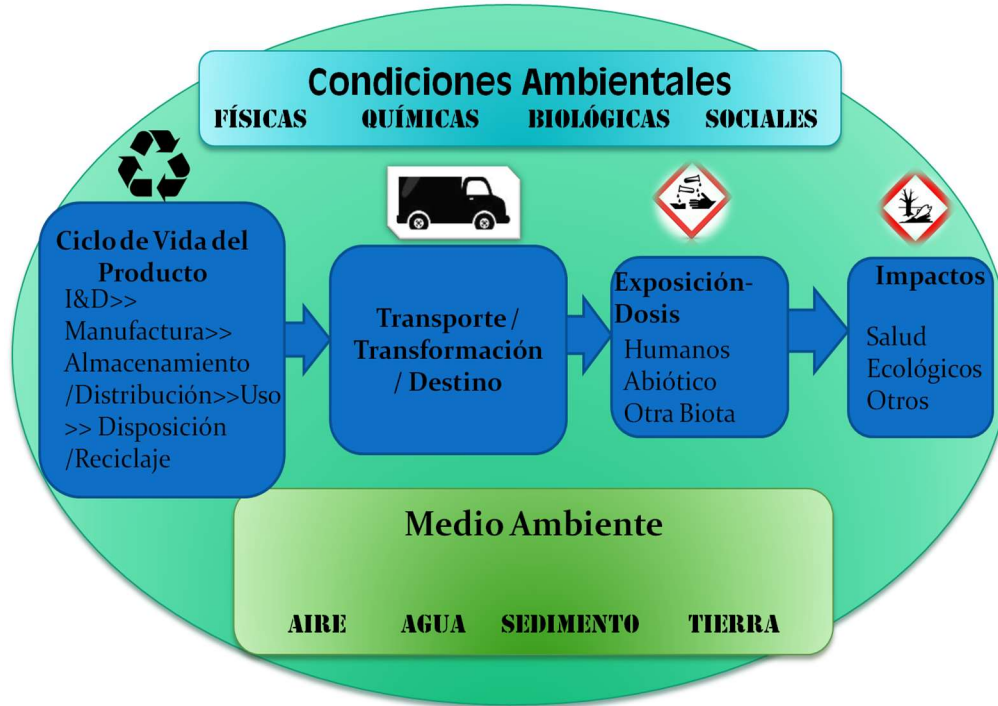 Condiciones Ambientales
FÍSICAS QUÍMICAS BIOLÓGICAS SOCIALES
Ciclo de Vida del
Producto
I&D>>
Manufactura>>
Almacenamiento
/Distribución>>Uso
>> Disposición
/Reciclaje
Transporte /
Transformación
/ Destino
Exposición-
Dosis
Humanos
Abiótico
Otra Biota
Impactos
Salud
Ecológicos
Otros
Medio Ambiente
AIRE AGUA SEDIMENTO TIERRA